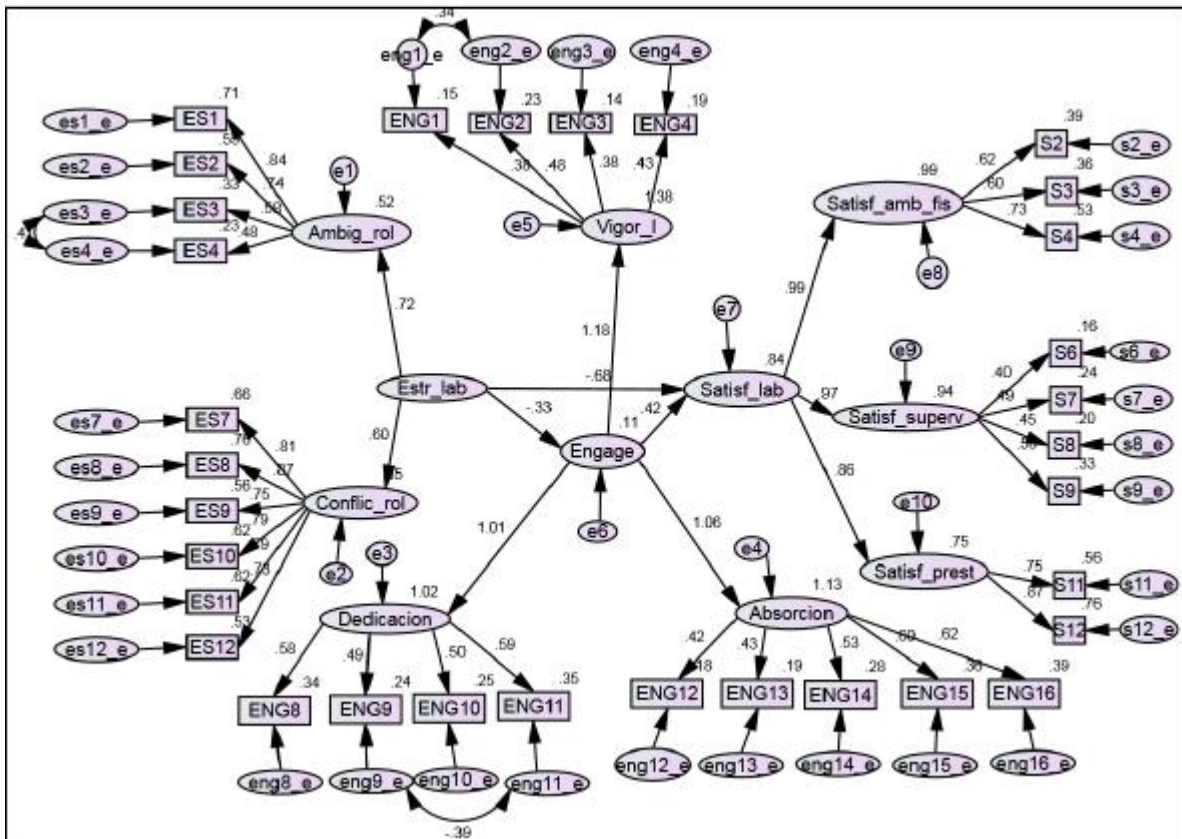 .34
eng1_e eng2_e eng3_e eng4_e
.15 .23 .14 .19
ENG1 ENG2 ENG3 ENG4
.38 .48 .38 .43
e5 Vigor_l 1.38
1.18
es1_e ES1 .71
es2_e ES2
es3_e ES3 .33
es4_e ES4 .23
.84
.74
.48
e1
Ambig_rol .52
.72
Estr_lab
-.68
-.33
.60
es7_e ES7 .66
es8_e ES8
es9_e ES9 .56
es10_e ES10 .62
es11_e ES11 .62
es12_e ES12 .53
.81
.87
.75
.79
.73
Conflic_rol
e2
Engage .11
e6
.42
1.01
1.06
e3
Dedicacion 1.02
.58 .49 .50 .59
.34 .24 .25 .35
ENG8 ENG9 ENG10 ENG11
eng8_e eng9_e eng10_e eng11_e
-.39
e4
Absorcion 1.13
.42 .43 .53 .62
.19 .28 .39
ENG12 ENG13 ENG14 ENG15 ENG16
eng12_e eng13_e eng14_e eng15_e eng16_e
e7
Satisf_lab .84
.99
.97
.86
Satisf_amb_fis .99
e8
.62
.60
.73
S2 .39 s2_e
S3 .36 s3_e
S4 .53 s4_e
e9
Satisf_superv .94
.40
.49
.45
S6 .16 s6_e
S7 .24 s7_e
S8 .20 s8_e
S9 .33 s9_e
e10
Satisf_prest .75
.75
.87
S11 .56 s11_e
S12 .76 s12_e